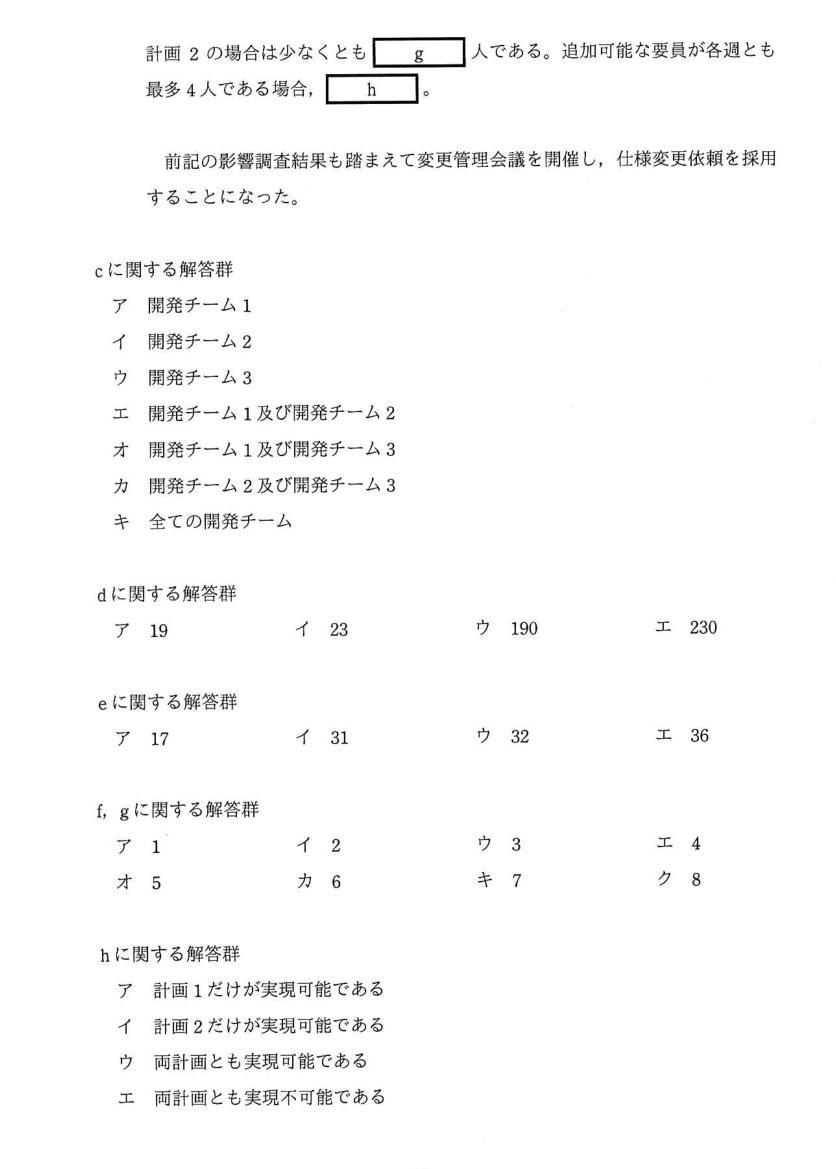 計画 2 の場合は少なくとも g 人である。追加可能な要員が各週とも
最多 4 人である場合， h 。
前記の影響調査結果も踏まえて変更管理会議を開催し，仕様変更依頼を採用
することになった。
c に関する解答群
ア 開発チーム 1
イ 開発チーム 2
ウ 開発チーム 3
エ 開発チーム 1 及び開発チーム 2
オ 開発チーム 1 及び開発チーム 3
カ 開発チーム 2 及び開発チーム 3
キ 全ての開発チーム
d に関する解答群
ア 19 イ 23 ウ 190 エ 230
e に関する解答群
ア 17 イ 31 ウ 32 エ 36
f, g に関する解答群
ア 1 イ 2 ウ 3 エ 4
オ 5 カ 6 キ 7 ク 8
h に関する解答群
ア 計画 1 だけが実現可能である
イ 計画 2 だけが実現可能である
ウ 両計画とも実現可能である
エ 両計画とも実現不可能である